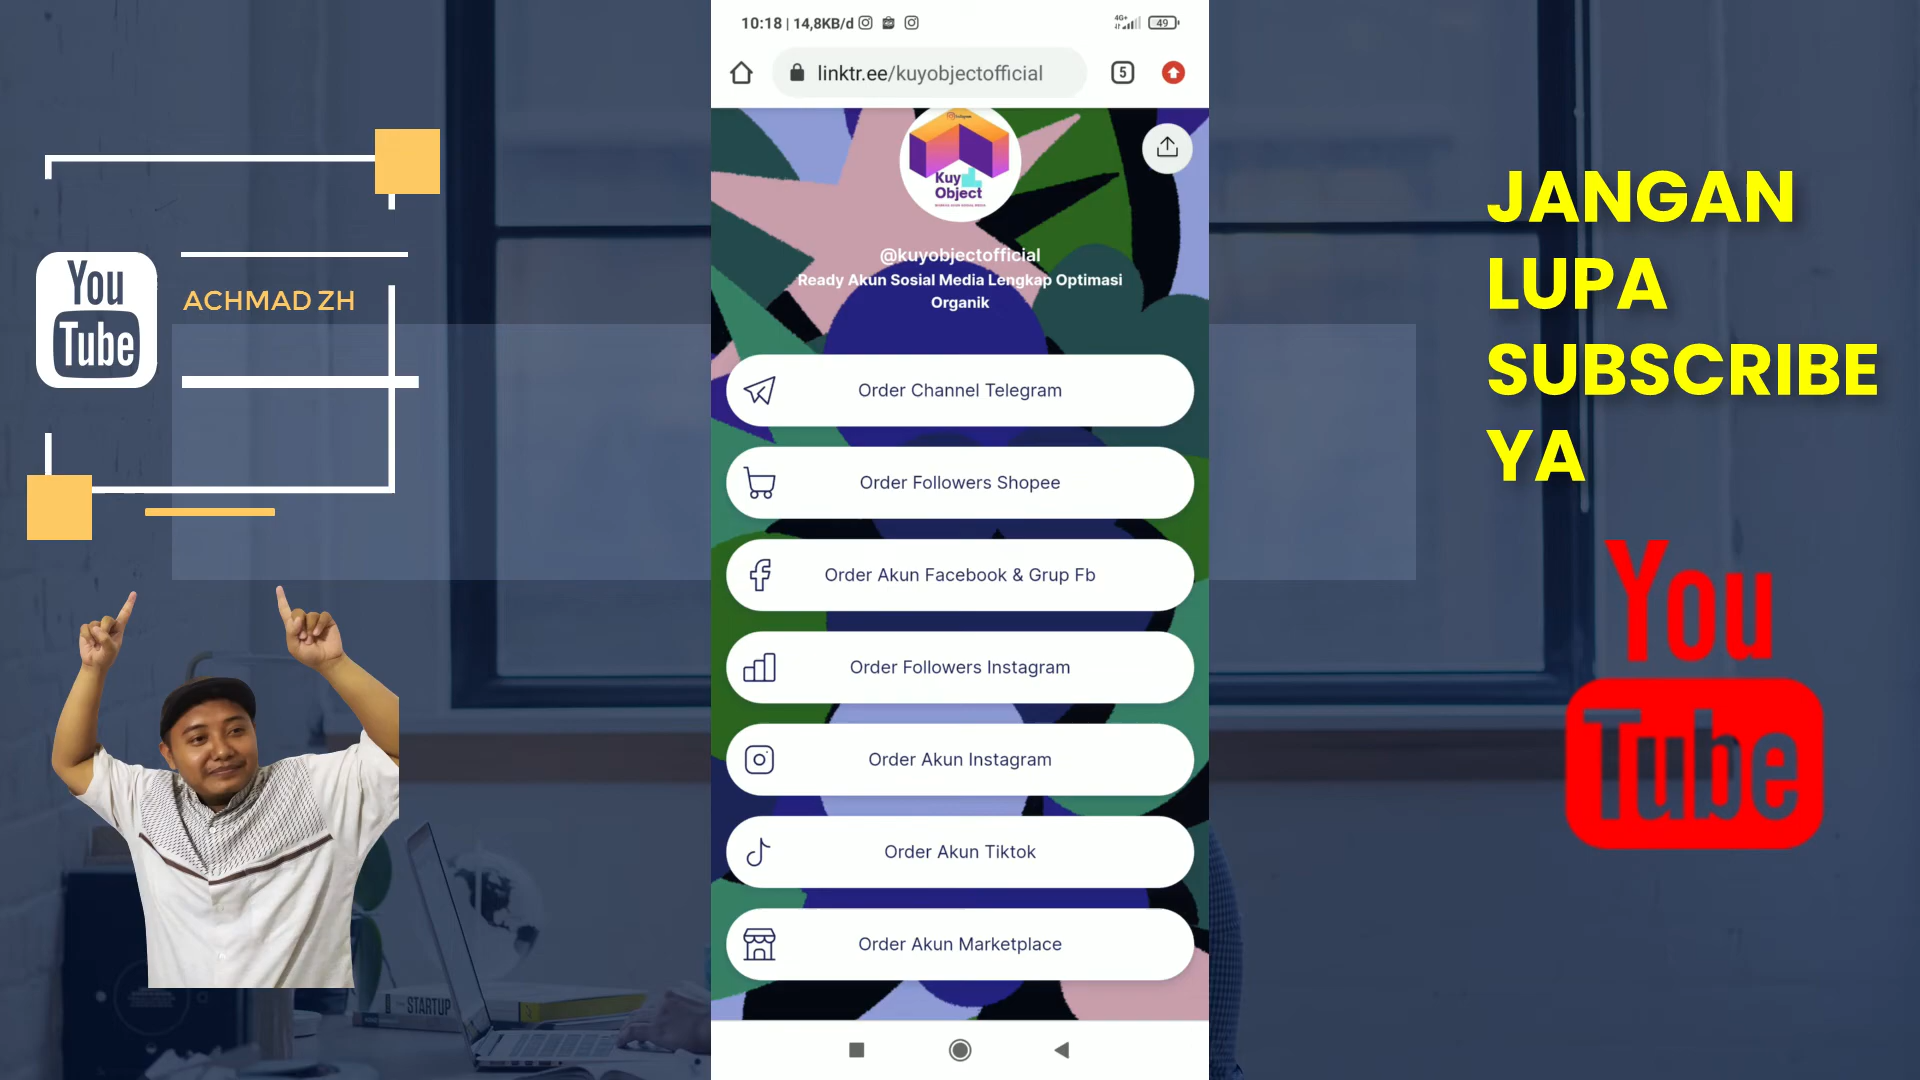 You
Tube
ACHMAD ZH
STARTUP
10:18 | 14,8KB/d
4G+
49
linktr.ee/kuyobjectofficial
5
Kuy
Object
@kuyobjectofficial
Ready Akun Sosial Media Lengkap Optimasi
Organik
Order Channel Telegram
Order Followers Shopee
Order Akun Facebook & Grup Fb
Order Followers Instagram
Order Akun Instagram
Order Akun Tiktok
Order Akun Marketplace
JANGAN
LUPA
SUBSCRIBE
YA
You
Tube